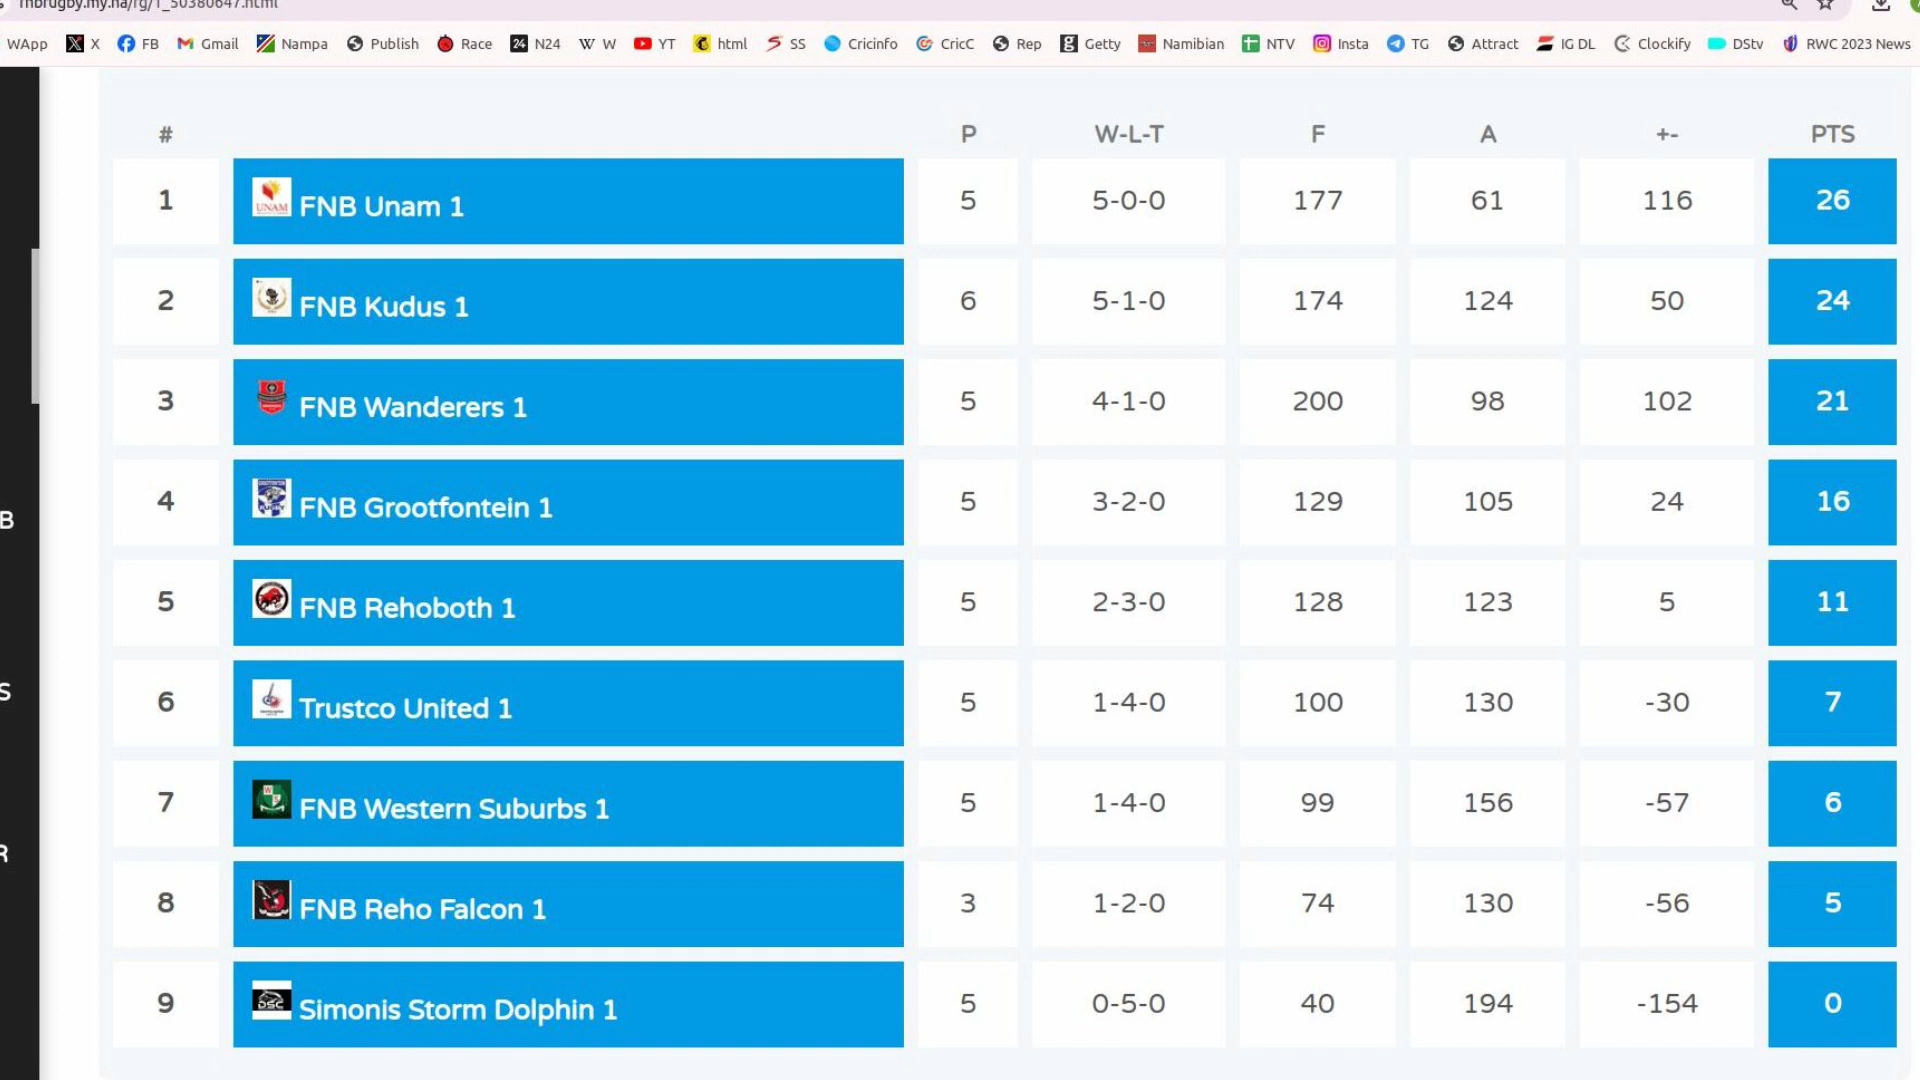 fnbrugby.my.na/rg/1_50380647.html
WApp X FB Gmail Nampa Publish Race N24 W YT html SS Cricinfo CricC Rep Getty Namibian NTV Insta TG Attract IG DL Clockify DStv RWC 2023 News
# P W-L-T F A +- PTS
1 FNB Unam 1 5 5-0-0 177 61 116 26
2 FNB Kudus 1 6 5-1-0 174 124 50 24
3 FNB Wanderers 1 5 4-1-0 200 98 102 21
4 FNB Grootfontein 1 5 3-2-0 129 105 24 16
5 FNB Rehoboth 1 5 2-3-0 128 123 5 11
6 Trustco United 1 5 1-4-0 100 130 -30 7
7 FNB Western Suburbs 1 5 1-4-0 99 156 -57 6
8 FNB Reho Falcon 1 3 1-2-0 74 130 -56 5
9 Simonis Storm Dolphin 1 5 0-5-0 40 194 -154 0
B
S
R